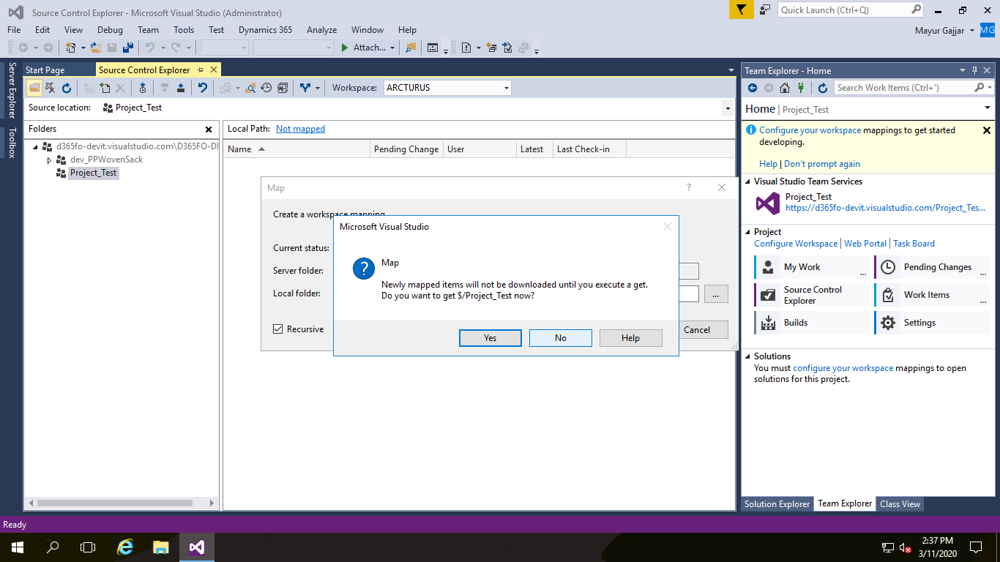 Source Control Explorer - Microsoft Visual Studio (Administrator)
Quick Launch (Ctrl+Q)
File Edit View Debug Team Tools Test Dynamics 365 Analyze Window Help
Mayur Gajjar MG
Attach...
Server Explorer
Toolbox
Start Page
Source Control Explorer
Workspace: ARCTURUS
Source location: Project_Test
Folders
d365fo-devit.visualstudio.com\D365FO-DI
dev_PPWovenSack
Project_Test
Local Path: Not mapped
Name Pending Change User Latest Last Check-in
Map
?
Create a workspace mapping
Current status:
Server folder:
Local folder:
...
Recursive
Cancel
Microsoft Visual Studio
?
Map
Newly mapped items will not be downloaded until you execute a get.
Do you want to get $/Project_Test now?
Yes No Help
Team Explorer - Home
Search Work Items (Ctrl+')
Home | Project_Test
Configure your workspace mappings to get started
developing.
Help | Don't prompt again
Visual Studio Team Services
Project_Test
https://d365fo-devit.visualstudio.com/Project_Tes...
Project
Configure Workspace | Web Portal | Task Board
My Work ...
Pending Changes ...
Source Control
Explorer
Work Items ...
Builds
Settings
Solutions
You must configure your workspace mappings to open
solutions for this project.
Solution Explorer Team Explorer Class View
Ready
2:37 PM
3/11/2020